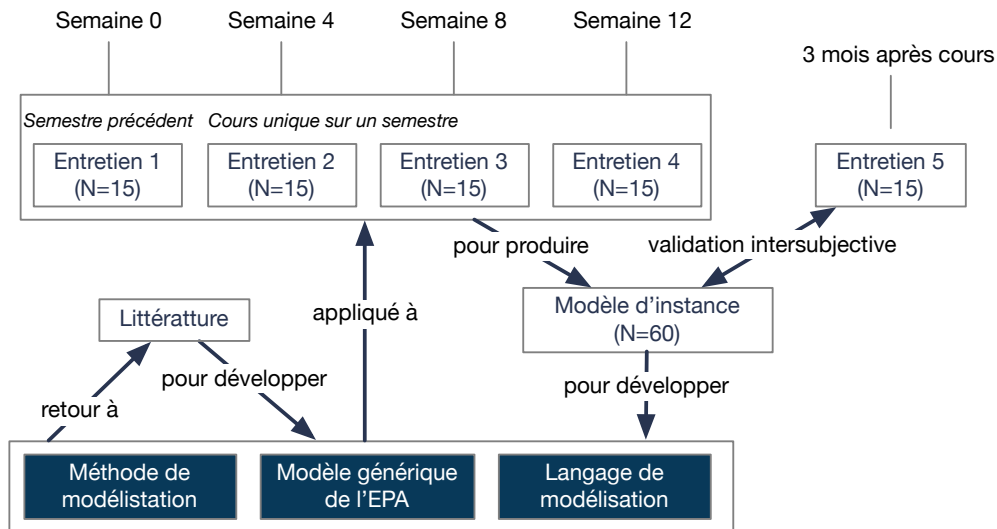 Semaine 0
Semaine 4
Semaine 8
Semaine 12
3 mois après cours
Semestre précédent
Cours unique sur un semestre
Entretien 1
(N=15)
Entretien 2
(N=15)
Entretien 3
(N=15)
Entretien 4
(N=15)
Entretien 5
(N=15)
pour produire
validation intersubjective
Littératture
appliqué à
Modèle d’instance
(N=60)
pour développer
pour développer
retour à
Méthode de
modélistation
Modèle générique
de l’EPA
Langage de
modélisation